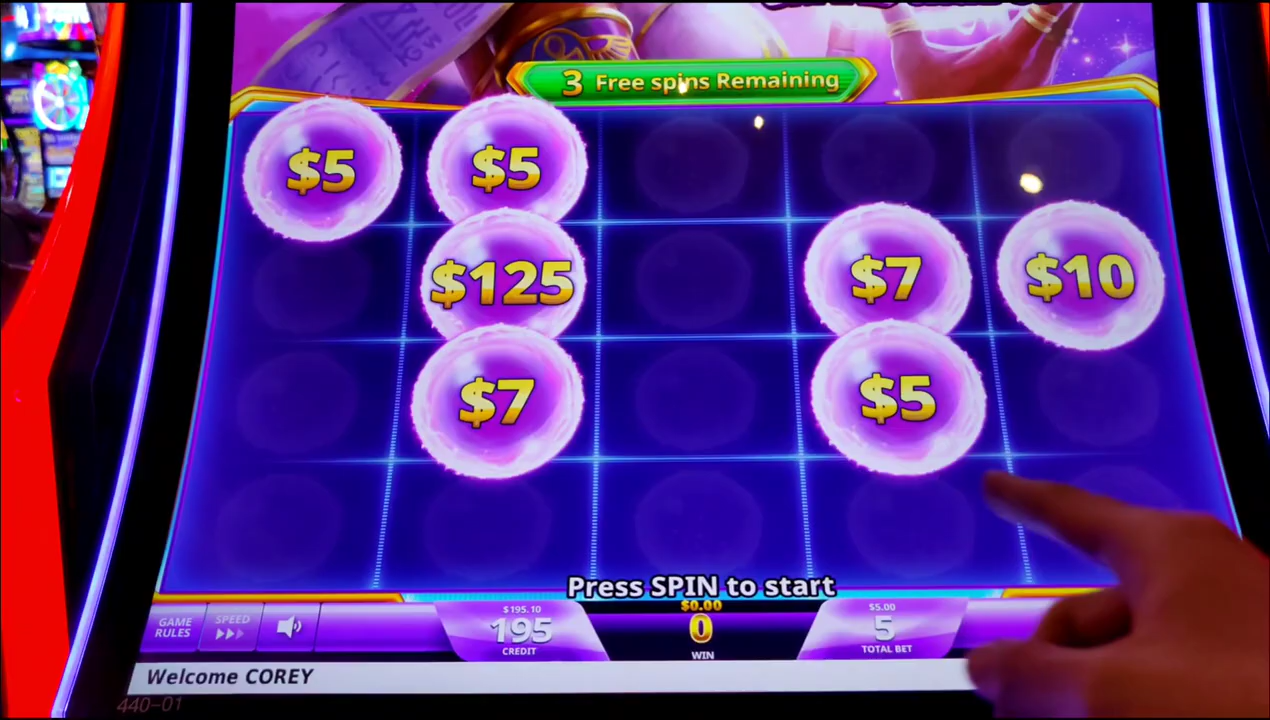 3 Free spins Remaining
$5 $5
$125 $7 $10
$7 $5
Press SPIN to start
GAME RULES
SPEED
$195.10
195
CREDIT
$0.00
0
WIN
$5.00
5
TOTAL BET
Welcome COREY
440-01